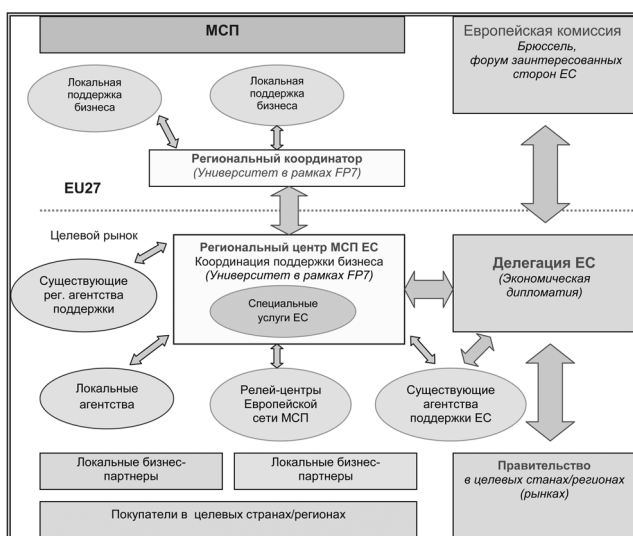 МСП
Европейская комиссия
Брюссель,
форум заинтересованных
сторон ЕС
Локальная
поддержка
бизнеса
Локальная
поддержка
бизнеса
Региональный координатор
(Университет в рамках FP7)
EU27
Целевой рынок
Региональный центр МСП ЕС
Координация поддержки бизнеса
(Университет в рамках FP7)
Специальные
услуги ЕС
Делегация ЕС
(Экономическая
дипломатия)
Существующие
рег. агентства
поддержки
Локальные
агентства
Релей-центры
Европейской
сети МСП
Существующие
агентства
поддержки ЕС
Локальные бизнес-
партнеры
Локальные бизнес-
партнеры
Правительство
в целевых станах/регионах
(рынках)
Покупатели в целевых странах/регионах